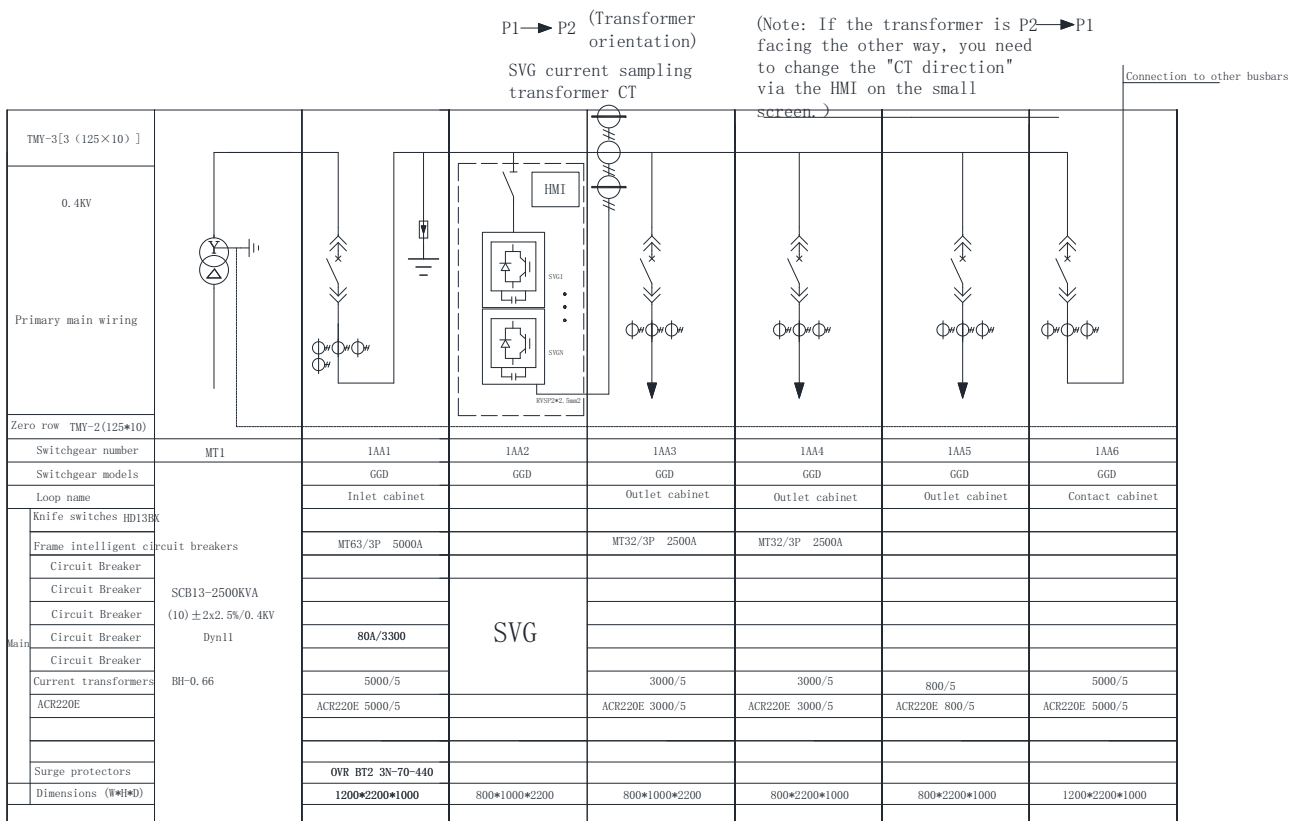 P1 P2 (Transformer
orientation)
SVG current sampling
transformer CT
(Note: If the transformer is P2 P1
facing the other way, you need
to change the "CT direction"
via the HMI on the small
screen.)
Connection to other busbars
TMY-3[3（125×10）]
0.4KV
Primary main wiring
Y
HMI
SVG1
SVGN
RVSP2*2.5mm2
Zero row TMY-2(125*10)
Switchgear number MT1 1AA1 1AA2 1AA3 1AA4 1AA5 1AA6
Switchgear models GGD GGD GGD GGD GGD GGD
Loop name Inlet cabinet Outlet cabinet Outlet cabinet Outlet cabinet Contact cabinet
Main
Knife switches HD13BX
Frame intelligent circuit breakers MT63/3P 5000A MT32/3P 2500A MT32/3P 2500A
Circuit Breaker
Circuit Breaker SCB13-2500KVA
Circuit Breaker (10)±2x2.5%/0.4KV
Circuit Breaker Dyn11 80A/3300 SVG
Circuit Breaker
Current transformers BH-0.66 5000/5 3000/5 3000/5 800/5 5000/5
ACR220E ACR220E 5000/5 ACR220E 3000/5 ACR220E 3000/5 ACR220E 800/5 ACR220E 5000/5
Surge protectors OVR BT2 3N-70-440
Dimensions (W*H*D) 1200*2200*1000 800*1000*2200 800*1000*2200 800*2200*1000 800*2200*1000 1200*2200*1000